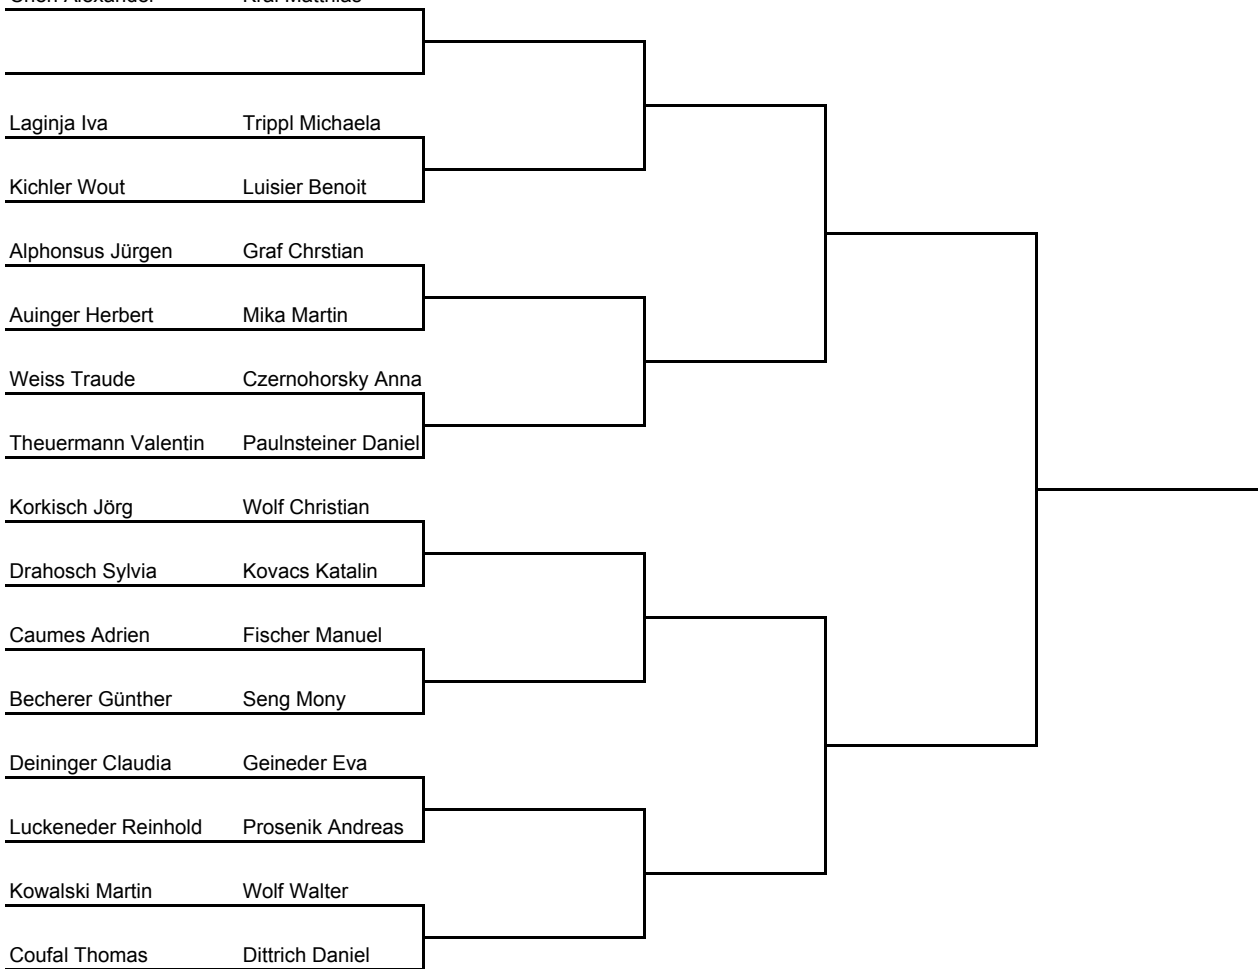 Laginja Iva Trippl Michaela
Kichler Wout Luisier Benoit
Alphonsus Jürgen Graf Chrstian
Auinger Herbert Mika Martin
Weiss Traude Czernohorsky Anna
Theuermann Valentin Paulnsteiner Daniel
Korkisch Jörg Wolf Christian
Drahosch Sylvia Kovacs Katalin
Caumes Adrien Fischer Manuel
Becherer Günther Seng Mony
Deininger Claudia Geineder Eva
Luckeneder Reinhold Prosenik Andreas
Kowalski Martin Wolf Walter
Coufal Thomas Dittrich Daniel